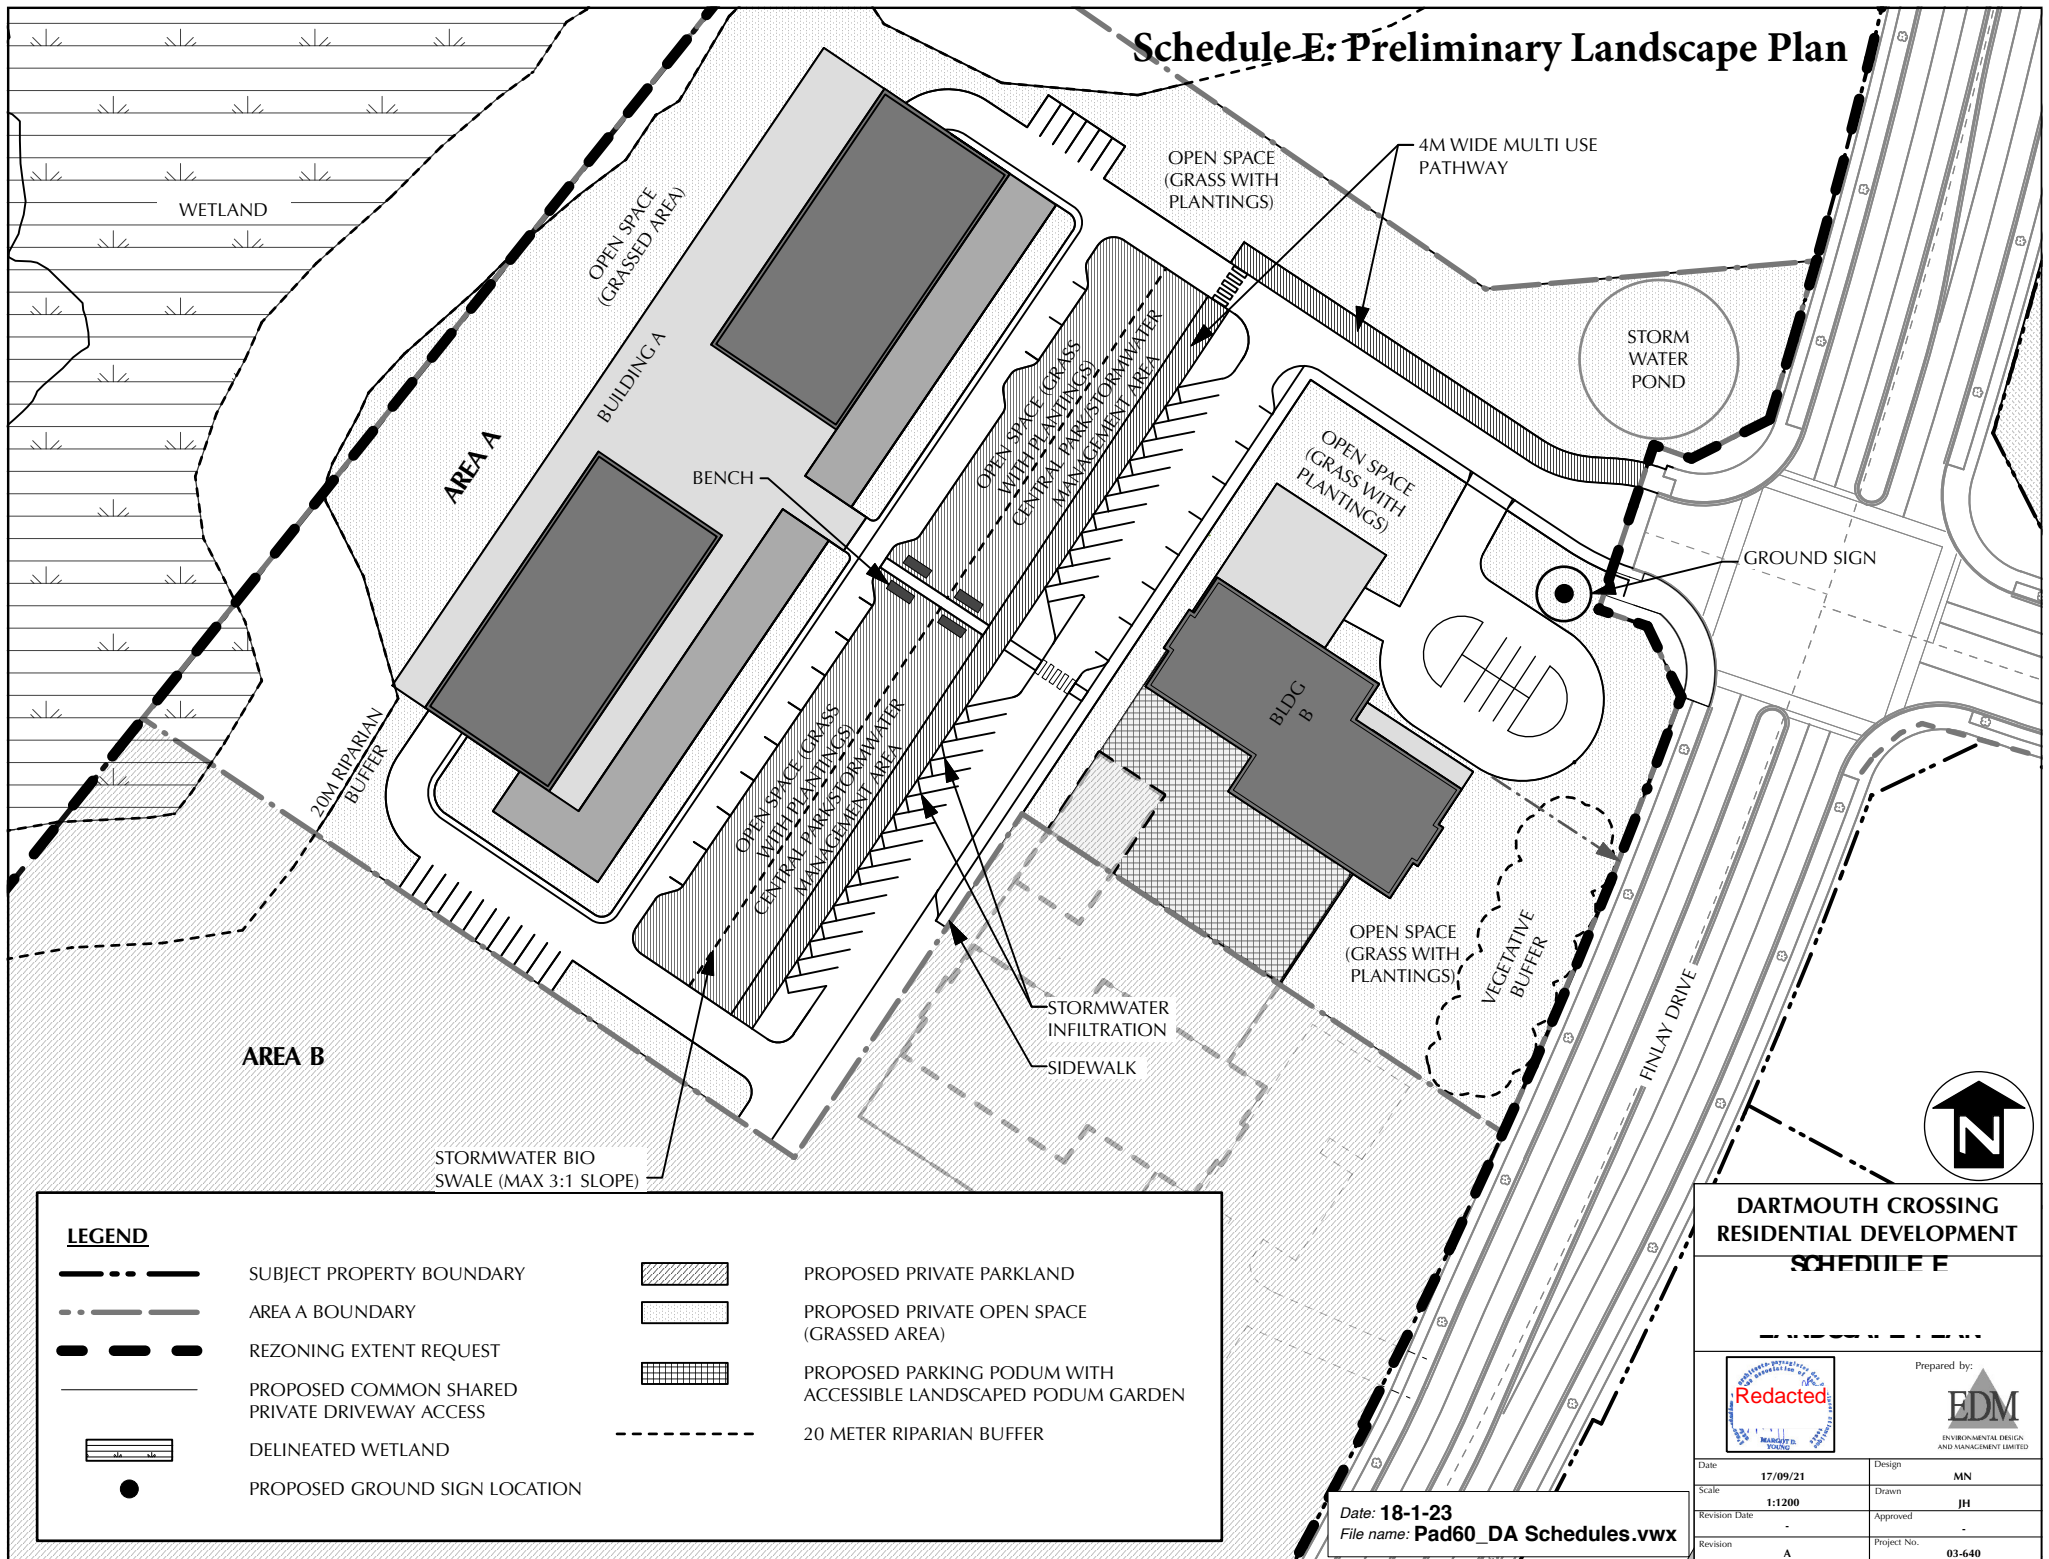 Schedule E: Preliminary Landscape Plan
4M WIDE MULTI USE
PATHWAY
OPEN SPACE
(GRASS WITH
PLANTINGS)
WETLAND
OPEN SPACE
(GRASSED AREA)
STORM
WATER
POND
BUILDING A
AREA A
OPEN SPACE (GRASS
WITH PLANTINGS)
CENTRAL PARK/STORMWATER
MANAGEMENT AREA
OPEN SPACE
(GRASS WITH
PLANTINGS)
BENCH
GROUND SIGN
BLDG
B
20M RIPARIAN
BUFFER
OPEN SPACE (GRASS
WITH PLANTINGS)
CENTRAL PARK/STORMWATER
MANAGEMENT AREA
OPEN SPACE
(GRASS WITH
PLANTINGS)
VEGETATIVE
BUFFER
FINLAY DRIVE
STORMWATER
INFILTRATION
SIDEWALK
AREA B
STORMWATER BIO
SWALE (MAX 3:1 SLOPE)
N
LEGEND
SUBJECT PROPERTY BOUNDARY
AREA A BOUNDARY
REZONING EXTENT REQUEST
PROPOSED COMMON SHARED
PRIVATE DRIVEWAY ACCESS
DELINEATED WETLAND
PROPOSED GROUND SIGN LOCATION
PROPOSED PRIVATE PARKLAND
PROPOSED PRIVATE OPEN SPACE
(GRASSED AREA)
PROPOSED PARKING PODUM WITH
ACCESSIBLE LANDSCAPED PODUM GARDEN
20 METER RIPARIAN BUFFER
DARTMOUTH CROSSING
RESIDENTIAL DEVELOPMENT
SCHEDULE E
LANDSCAPE PLAN
Redacted
MARGOT D.
YOUNG
Prepared by:
EDM
ENVIRONMENTAL DESIGN
AND MANAGEMENT LIMITED
Date
17/09/21
Design
MN
Scale
1:1200
Drawn
JH
Revision Date
-
Approved
-
Revision
A
Project No.
03-640
Date: 18-1-23
File name: Pad60_DA Schedules.vwx